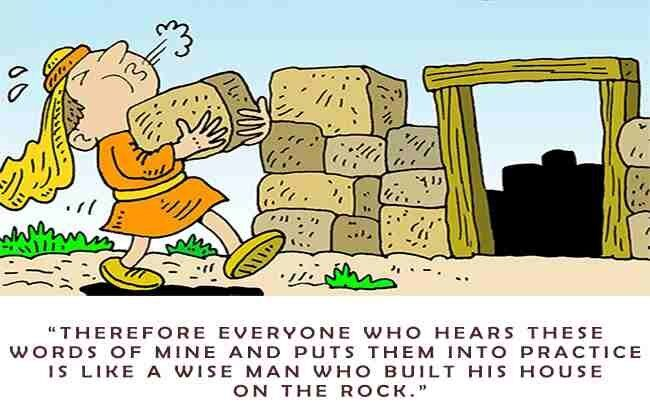 “THEREFORE EVERYONE WHO HEARS THESE
WORDS OF MINE AND PUTS THEM INTO PRACTICE
IS LIKE A WISE MAN WHO BUILT HIS HOUSE
ON THE ROCK.”